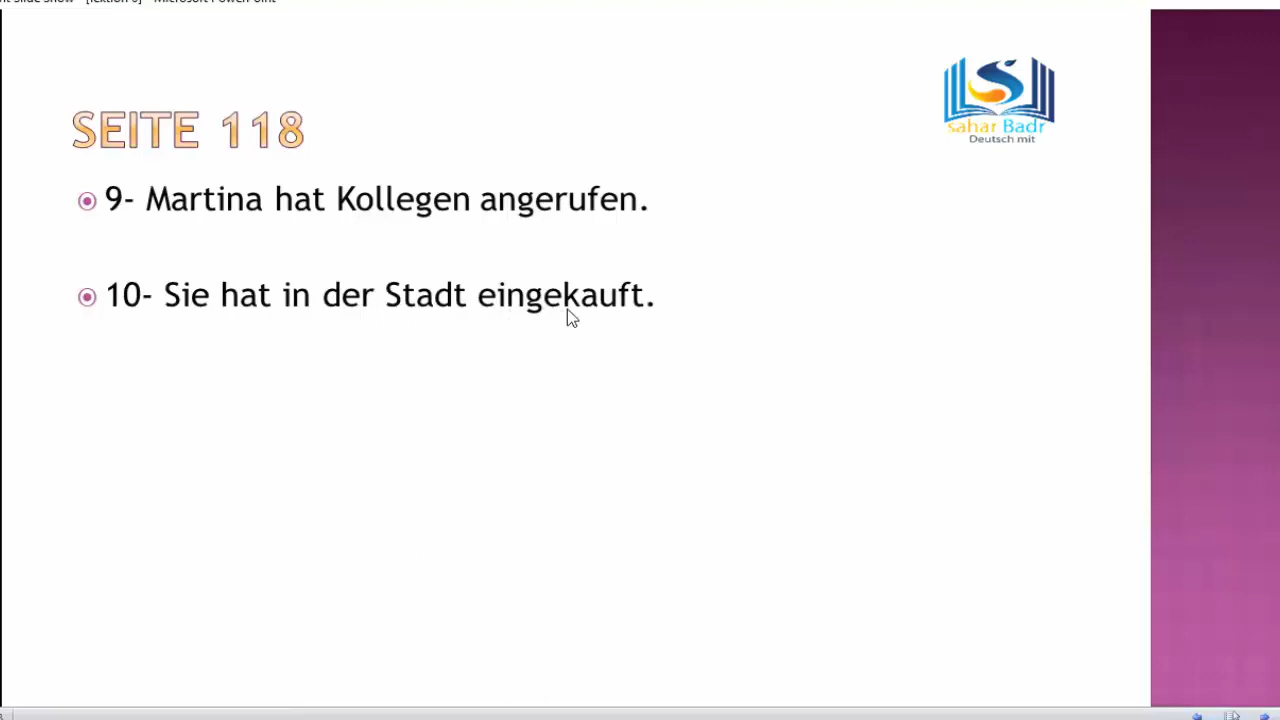 SEITE 118
sahar Badr
Deutsch mit
9- Martina hat Kollegen angerufen.
10- Sie hat in der Stadt eingekauft.